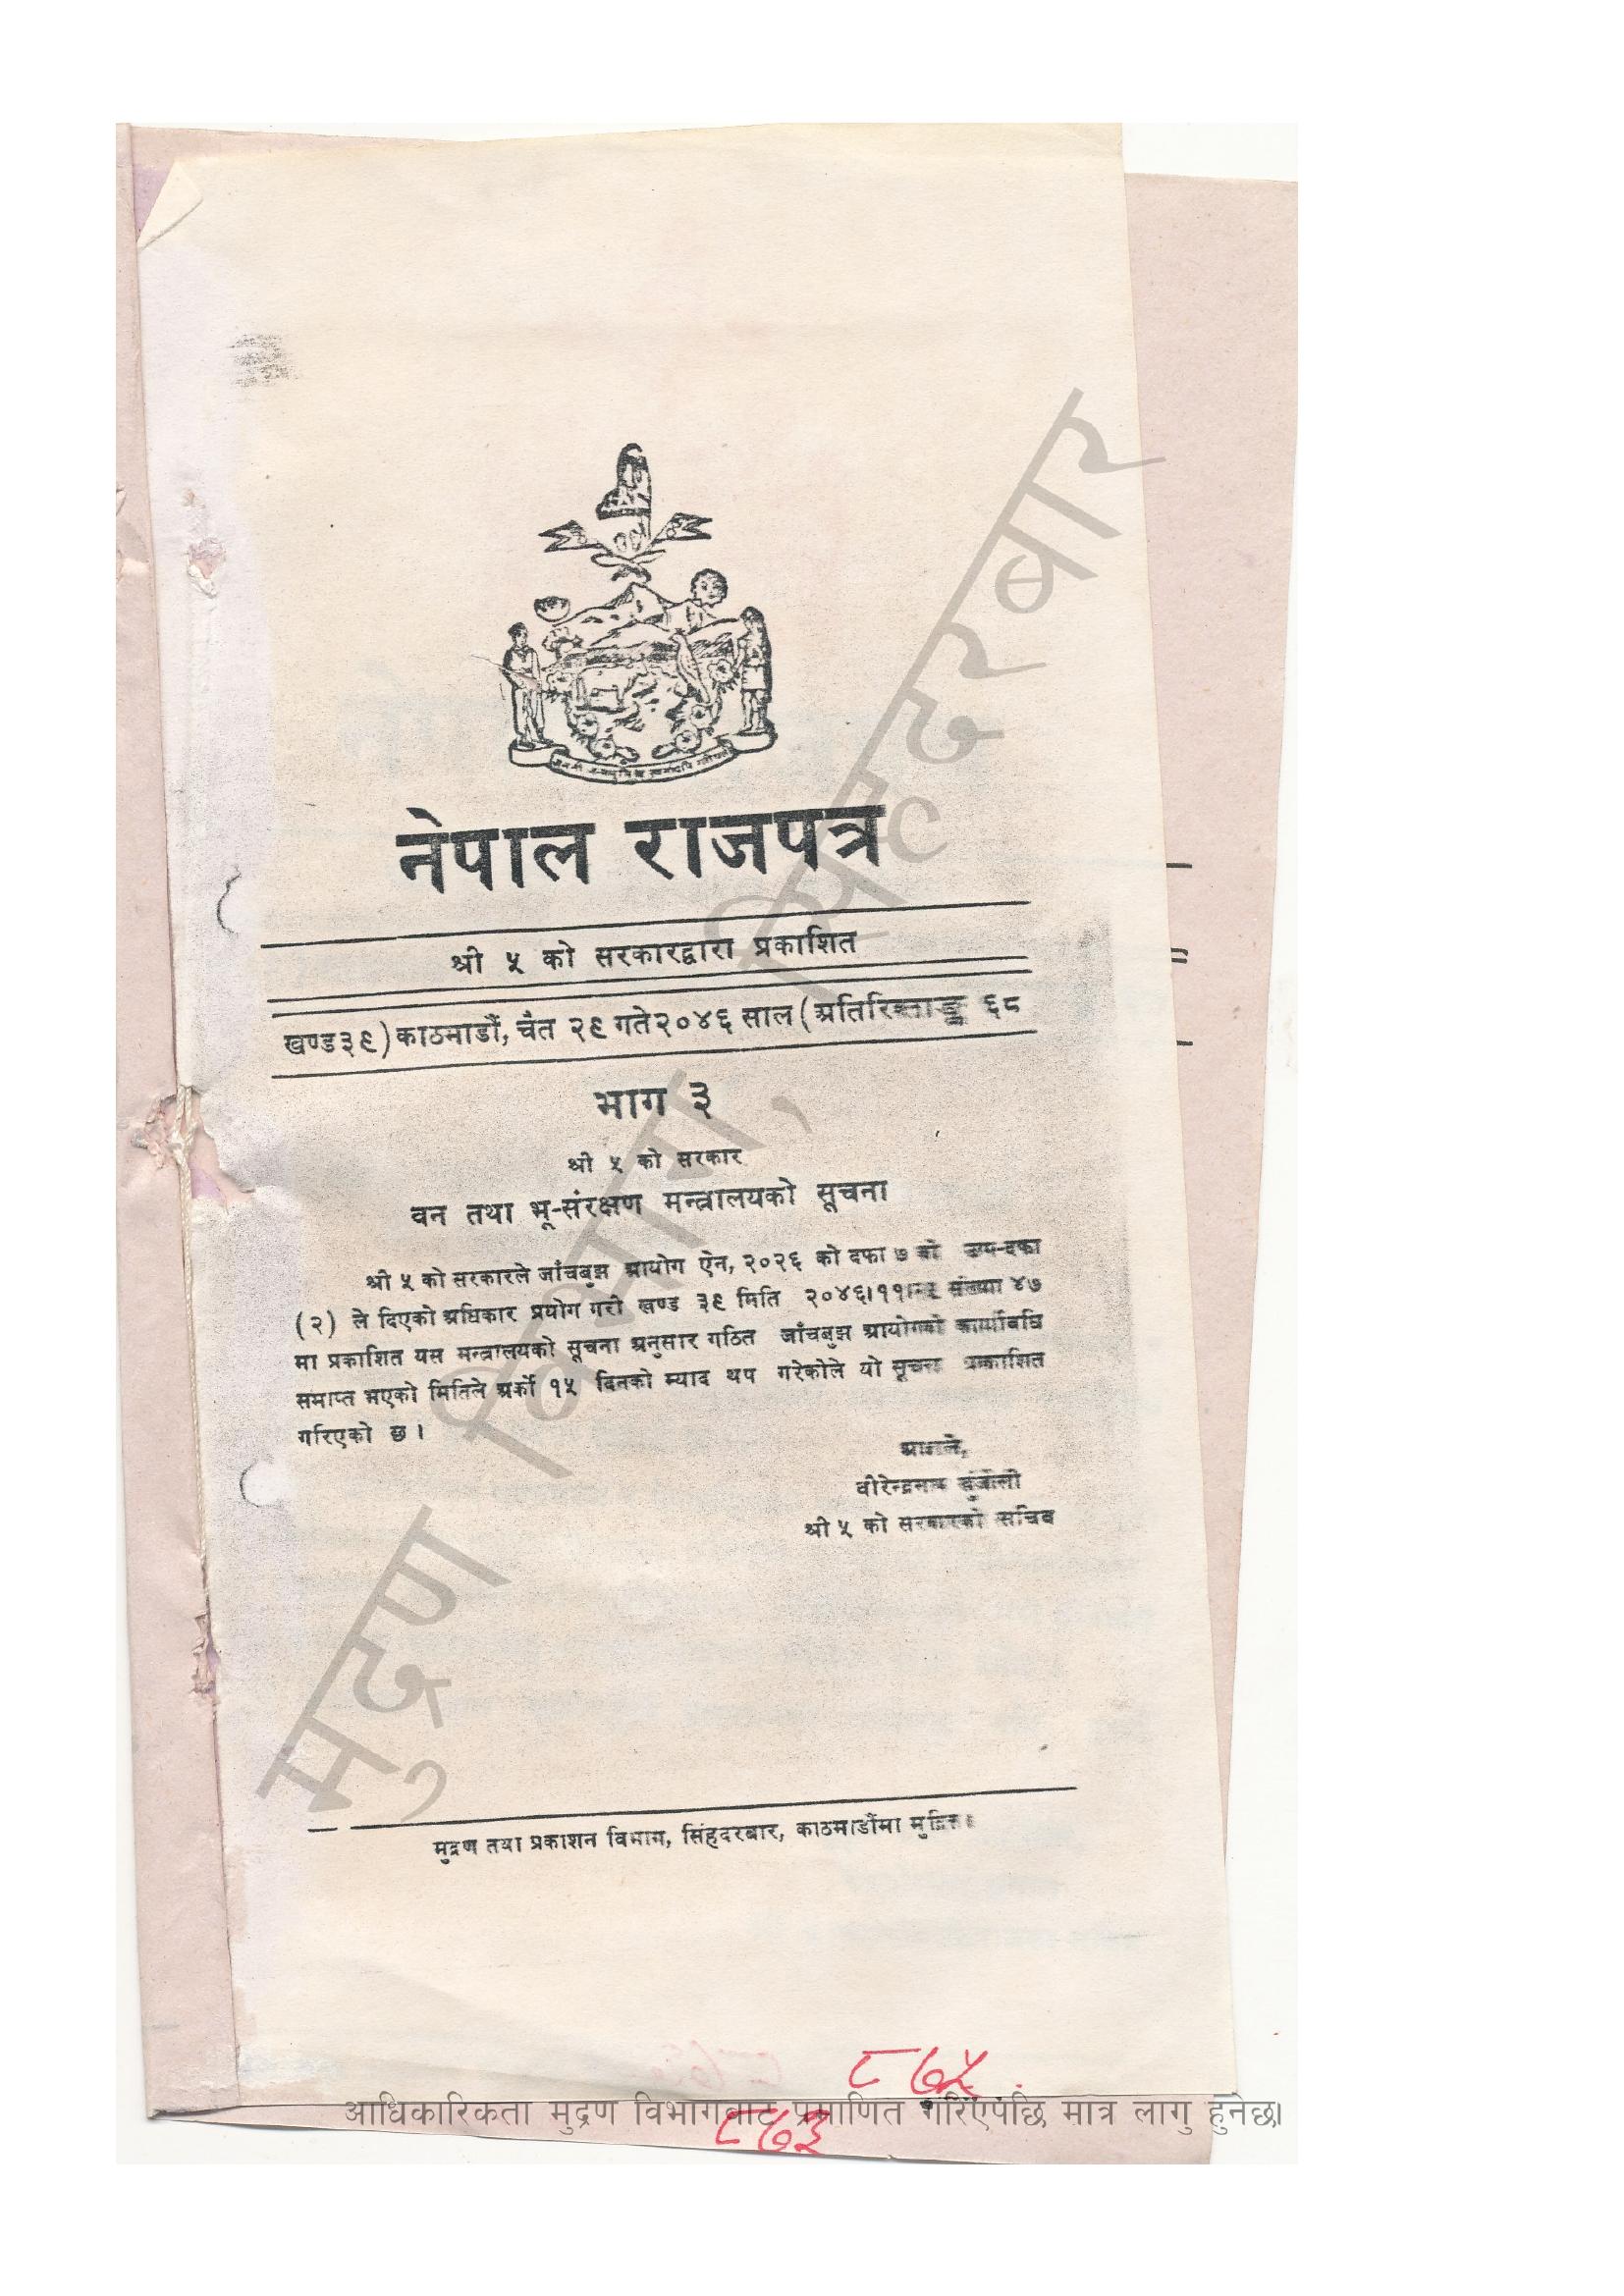 नेपाल राजपत्र
श्री ५ को सरकारद्वारा प्रकाशित
खण्ड ३९) काठमाडौं, चैत २९ गते २०४६ साल (अतिरिक्ताङ्क ६८
भाग ३
श्री ५ को सरकार
वन तथा भू-संरक्षण मन्त्रालयको सूचना
श्री ५ को सरकारले जाँचबुझ आयोग ऐन, २०२६ को दफा ७ को उप-दफा
(२) ले दिएको अधिकार प्रयोग गरी खण्ड ३९ मिति संख्या ४७
मा प्रकाशित यस मन्त्रालयको सूचना अनुसार गठित जाँचबुझ आयोगको कार्यावधि
समाप्त भएको मितिले अर्को १५ दिनको म्याद थप गरेकोले यो सूचना प्रकाशित
गरिएको छ ।
आज्ञाले,
श्री ५ को सरकारको सचिव
मुद्रण तथा प्रकाशन विभाग, सिंहदरबार, काठमाडौंमा मुद्रित ।
मुद्रण विभाग, सिंहदरबार
८७५
आधिकारिकता मुद्रण विभागबाट प्रमाणित गरिएपछि मात्र लागु हुनेछ।
८७३